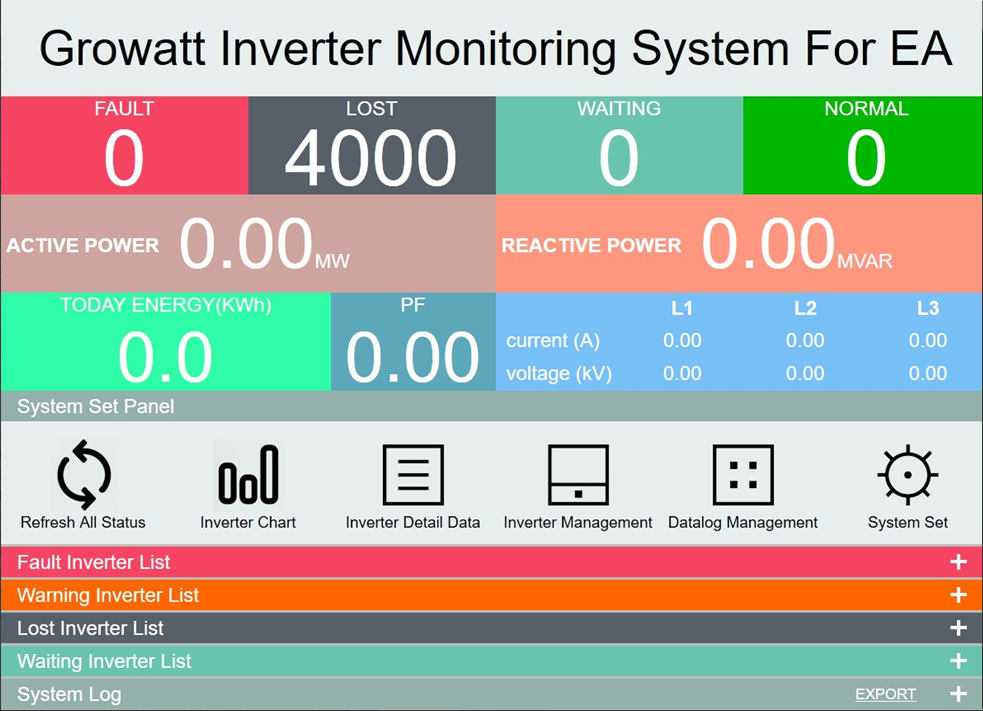 Growatt Inverter Monitoring System For EA
FAULT LOST WAITING NORMAL
0 4000 0 0
ACTIVE POWER 0.00 MW REACTIVE POWER 0.00 MVAR
TODAY ENERGY(KWh) PF L1 L2 L3
0.0 0.00 current (A) 0.00 0.00 0.00
voltage (kV) 0.00 0.00 0.00
System Set Panel
Refresh All Status Inverter Chart Inverter Detail Data Inverter Management Datalog Management System Set
Fault Inverter List +
Warning Inverter List +
Lost Inverter List +
Waiting Inverter List +
System Log EXPORT +